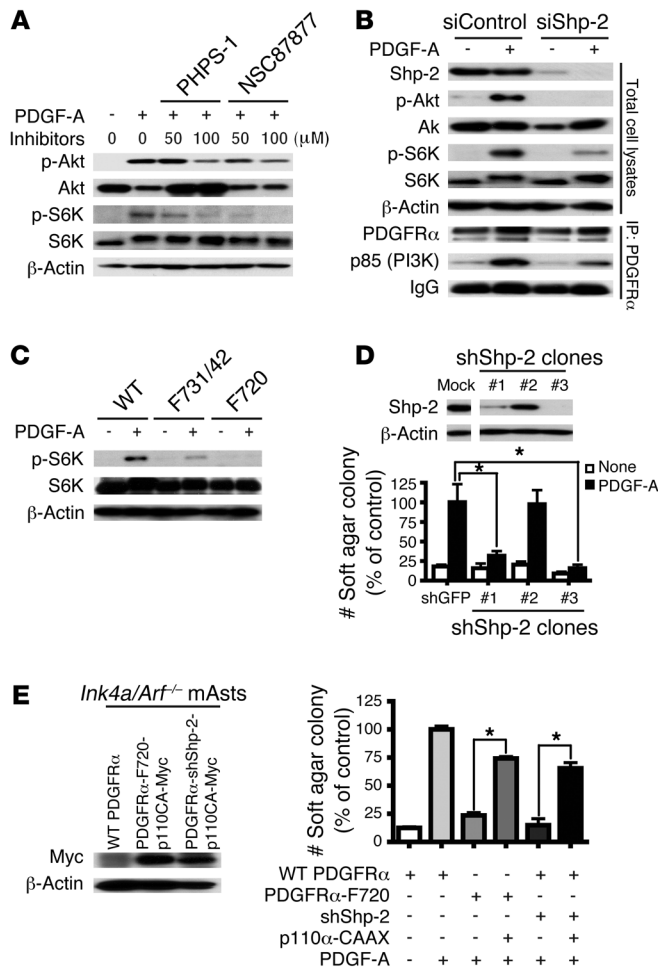 A
PHPS-1
NSC87877
PDGF-A - + + + + +
Inhibitors 0 0 50 100 50 100 (µM)
p-Akt
Akt
p-S6K
S6K
β-Actin
B
siControl siShp-2
PDGF-A - + - +
Shp-2
p-Akt
Ak
p-S6K
S6K
β-Actin
Total cell lysates
PDGFRα
p85 (PI3K)
IgG
IP: PDGFRα
C
WT
F731/42
F720
PDGF-A - + - + - +
p-S6K
S6K
β-Actin
D
shShp-2 clones
Mock #1 #2 #3
Shp-2
β-Actin
None
PDGF-A
# Soft agar colony
(% of control)
125
100
75
50
25
0
*
*
shGFP #1 #2 #3
shShp-2 clones
E
Ink4a/Arf–/– mAsts
WT PDGFRα
PDGFRα-F720-
p110CA-Myc
PDGFRα-shShp-2-
p110CA-Myc
Myc
β-Actin
# Soft agar colony
(% of control)
125
100
75
50
25
0
*
*
WT PDGFRα + + - - + +
PDGFRα-F720 - - + + - -
shShp-2 - - - - + +
p110α-CAAX - - - + - +
PDGF-A - + + + + +